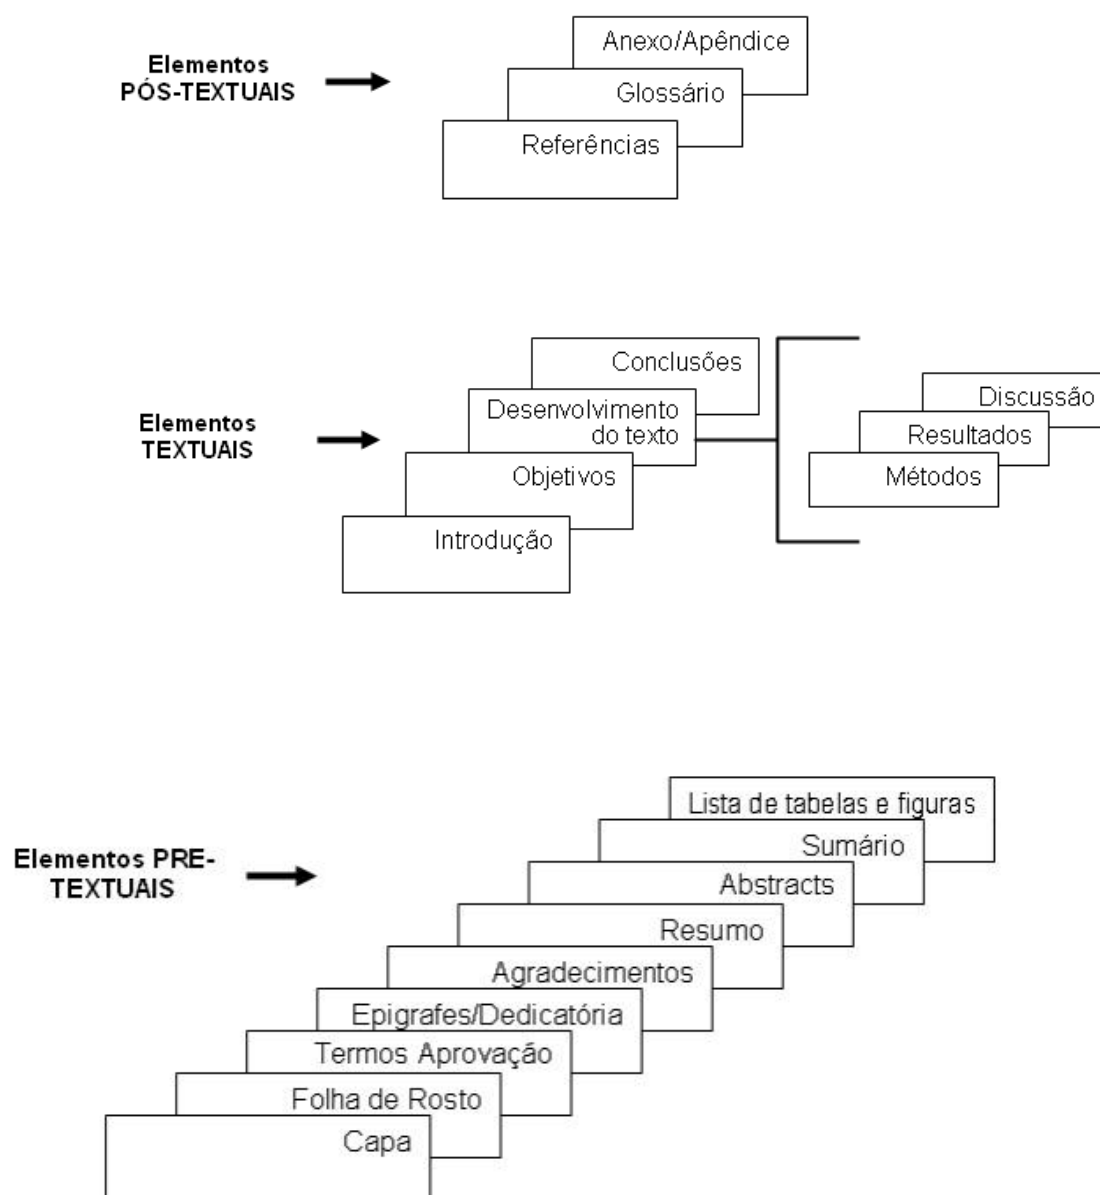 Elementos
PÓS-TEXTUAIS
Anexo/Apêndice
Glossário
Referências
Elementos
TEXTUAIS
Conclusões
Desenvolvimento
do texto
Objetivos
Introdução
Discussão
Resultados
Métodos
Elementos PRE-
TEXTUAIS
Lista de tabelas e figuras
Sumário
Abstracts
Resumo
Agradecimentos
Epigrafes/Dedicatória
Termos Aprovação
Folha de Rosto
Capa